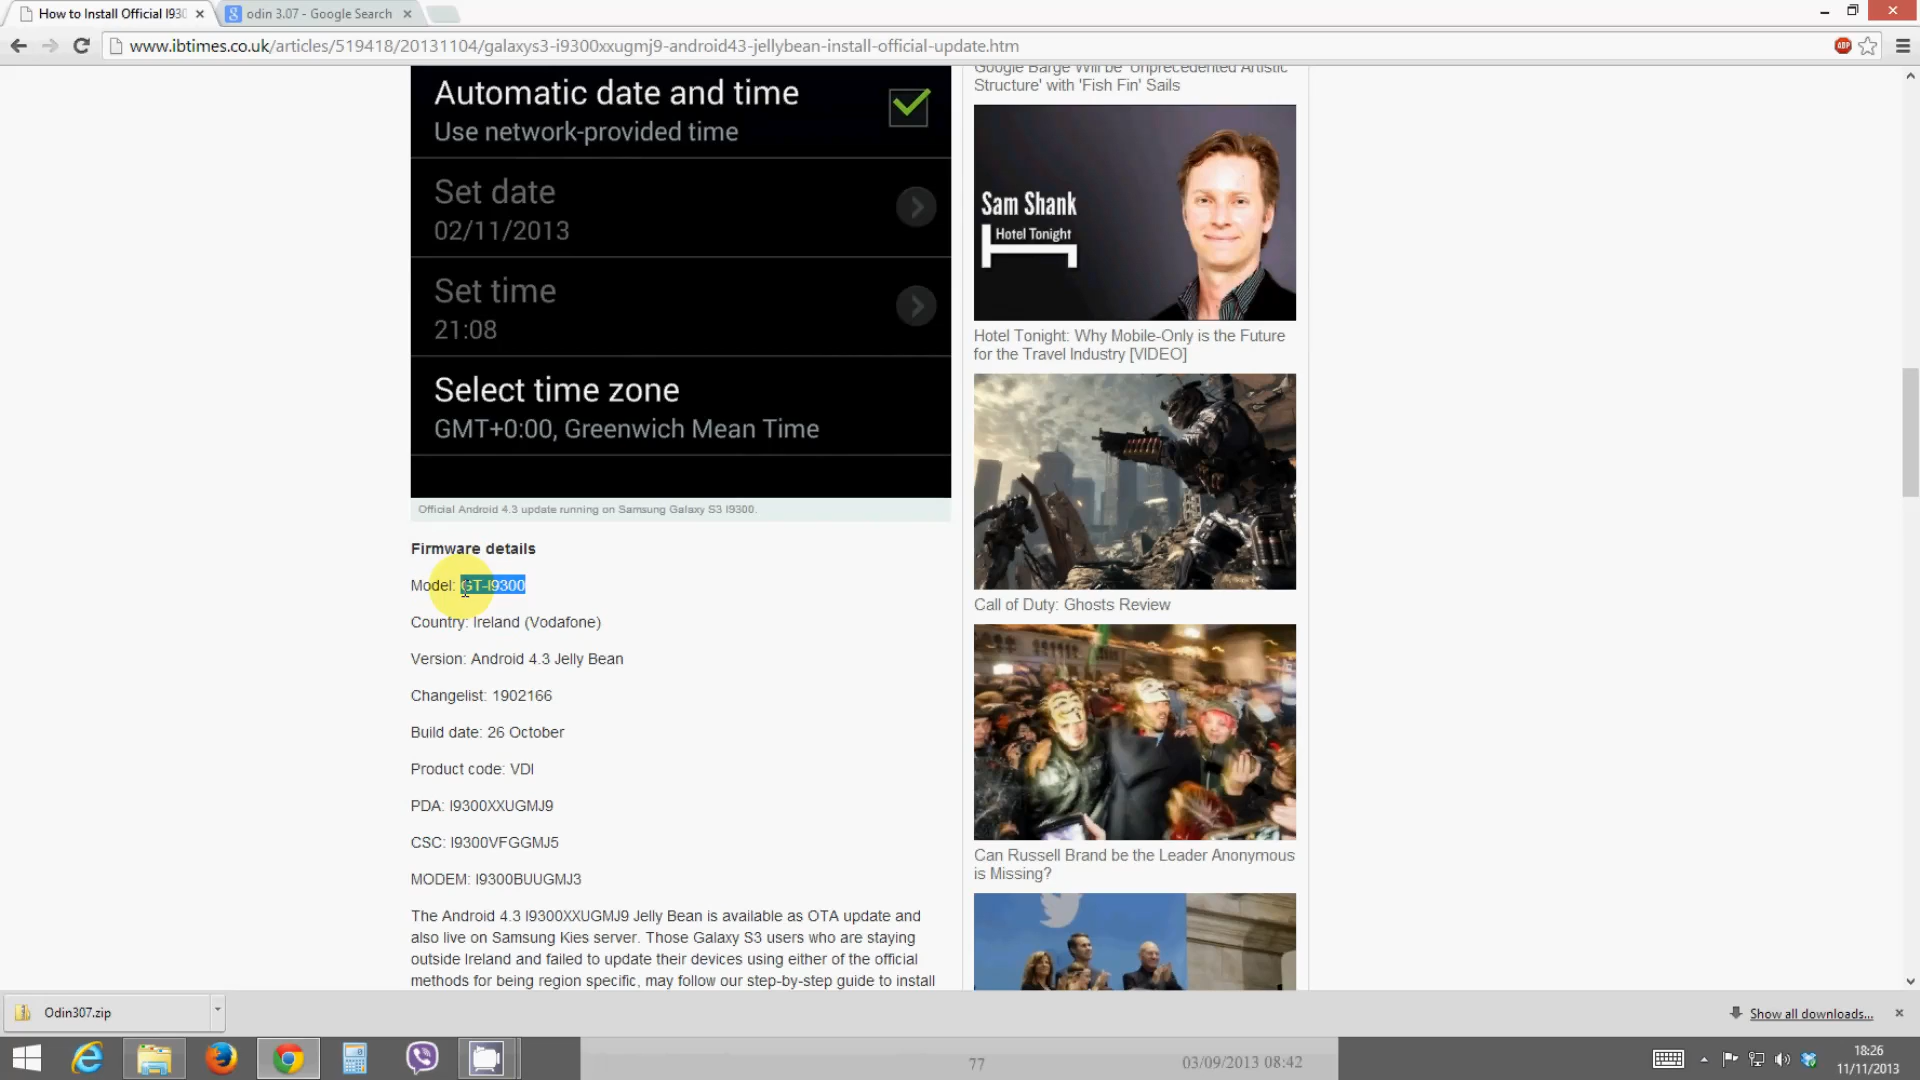 How to Install Official I930
odin 3.07 - Google Search
www.ibtimes.co.uk/articles/519418/20131104/galaxys3-i9300xxugmj9-android43-jellybean-install-official-update.htm
ABP
Automatic date and time
Use network-provided time
Set date
02/11/2013
Set time
21:08
Select time zone
GMT+0:00, Greenwich Mean Time
Official Android 4.3 update running on Samsung Galaxy S3 I9300.
Firmware details
Model: GT-I9300
Country: Ireland (Vodafone)
Version: Android 4.3 Jelly Bean
Changelist: 1902166
Build date: 26 October
Product code: VDI
PDA: I9300XXUGMJ9
CSC: I9300VFGGMJ5
MODEM: I9300BUUGMJ3
The Android 4.3 I9300XXUGMJ9 Jelly Bean is available as OTA update and
also live on Samsung Kies server. Those Galaxy S3 users who are staying
outside Ireland and failed to update their devices using either of the official
methods for being region specific, may follow our step-by-step guide to install
Google Barge Will be 'Unprecedented Artistic
Structure' with 'Fish Fin' Sails
Sam Shank
Hotel Tonight
Hotel Tonight: Why Mobile-Only is the Future
for the Travel Industry [VIDEO]
Call of Duty: Ghosts Review
Can Russell Brand be the Leader Anonymous
is Missing?
Odin307.zip
Show all downloads...
77
03/09/2013 08:42
18:26
11/11/2013